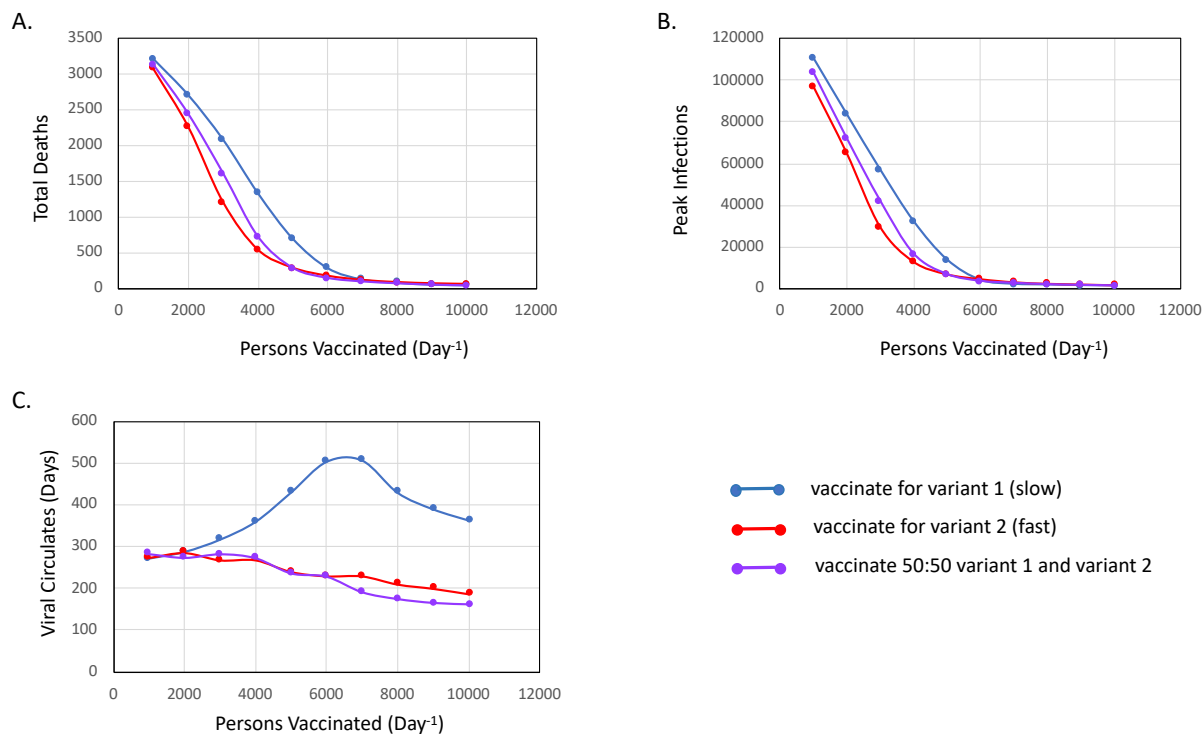 A.
3500
3000
2500
2000
1500
1000
500
0
Total Deaths
0 2000 4000 6000 8000 10000 12000
Persons Vaccinated (Day-1)
B.
120000
100000
80000
60000
40000
20000
0
Peak Infections
0 2000 4000 6000 8000 10000 12000
Persons Vaccinated (Day-1)
C.
600
500
400
300
200
100
0
Viral Circulates (Days)
0 2000 4000 6000 8000 10000 12000
Persons Vaccinated (Day-1)
vaccinate for variant 1 (slow)
vaccinate for variant 2 (fast)
vaccinate 50:50 variant 1 and variant 2